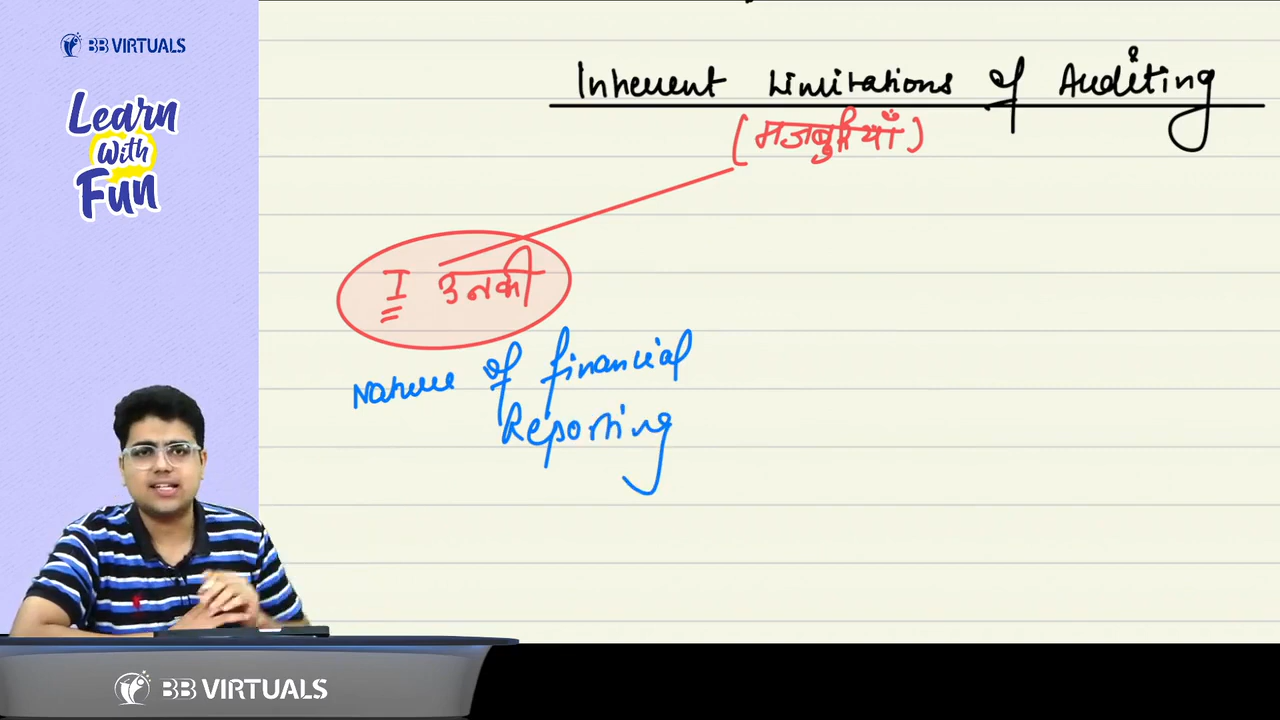 BB VIRTUALS
Learn
With
Fun
Inherent Limitations of Auditing
(मजबुरियाँ)
I उनकी
Nature of financial
Reporting
BB VIRTUALS